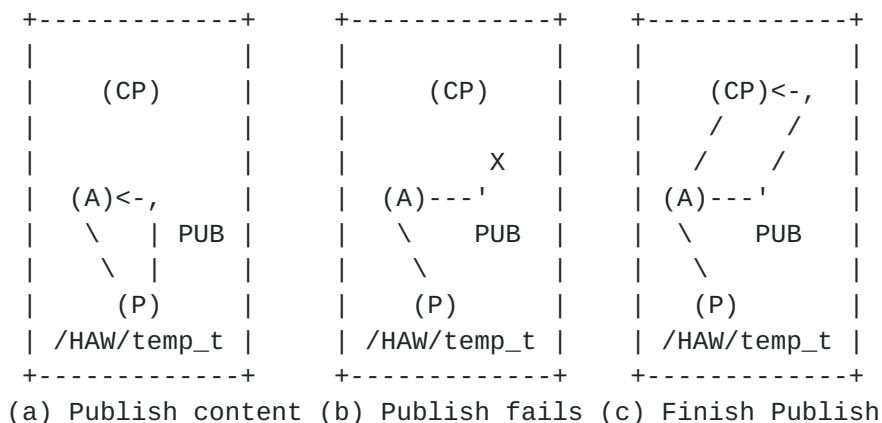 (CP) (CP) (CP)<-,
X
(A)<-, (A)---' (A)---'
PUB PUB PUB
(P) (P) (P)
/HAW/temp_t /HAW/temp_t /HAW/temp_t
(a) Publish content (b) Publish fails (c) Finish Publish